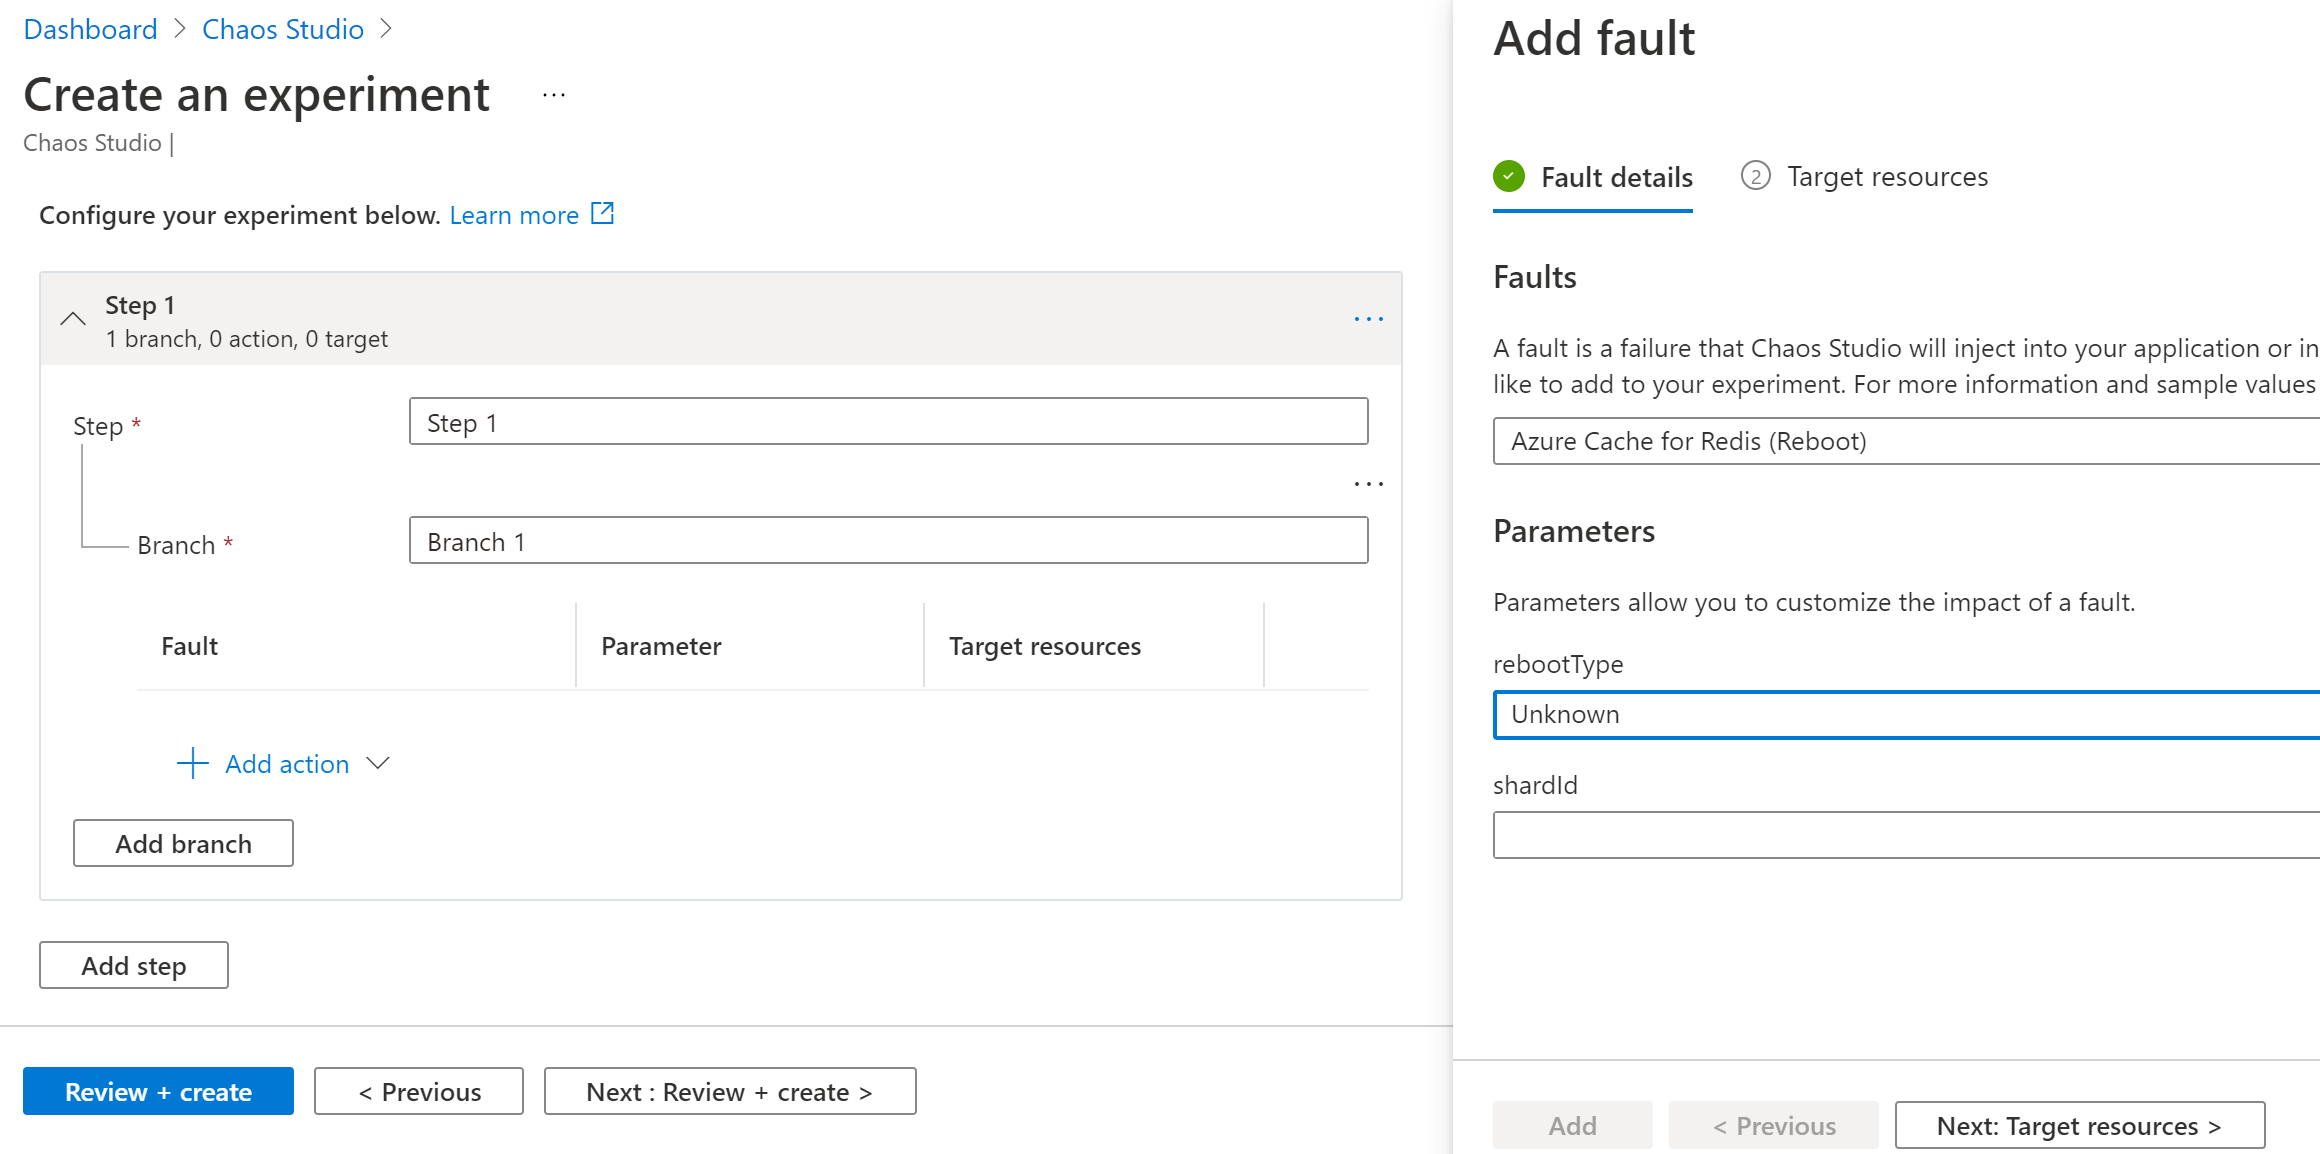 Dashboard > Chaos Studio >
Create an experiment ...
Chaos Studio |
Configure your experiment below. Learn more
Step 1
1 branch, 0 action, 0 target
Step *
Step 1
Branch *
Branch 1
Fault Parameter Target resources
Add action
Add branch
Add step
Review + create < Previous Next : Review + create >
Add fault
Fault details 2 Target resources
Faults
A fault is a failure that Chaos Studio will inject into your application or in
like to add to your experiment. For more information and sample values
Azure Cache for Redis (Reboot)
Parameters
Parameters allow you to customize the impact of a fault.
rebootType
Unknown
shardId
Add < Previous Next: Target resources >